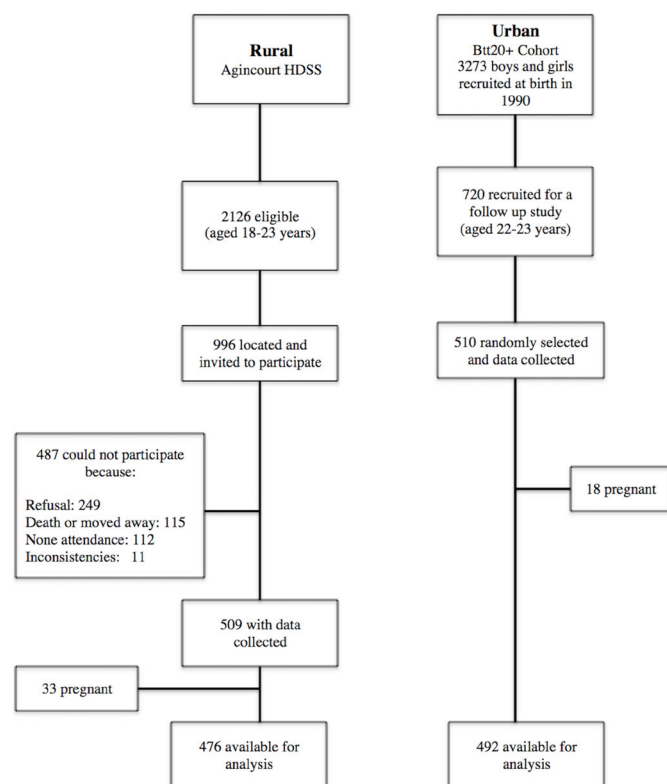 Rural
Agincourt HDSS
2126 eligible
(aged 18-23 years)
996 located and
invited to participate
487 could not participate
because:
Refusal: 249
Death or moved away: 115
None attendance: 112
Inconsistencies: 11
509 with data
collected
33 pregnant
476 available for
analysis
Urban
Btt20+ Cohort
3273 boys and girls
recruited at birth in
1990
720 recruited for a
follow up study
(aged 22-23 years)
510 randomly selected
and data collected
18 pregnant
492 available for
analysis